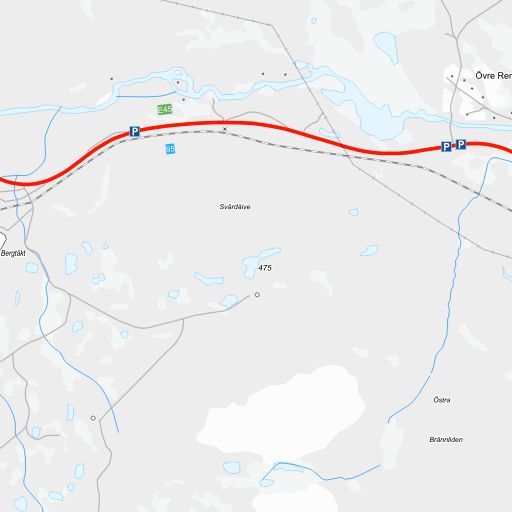 Övre Ren
E45
P
P
P
95
Svärdälve
Bergtäkt
475
Östra
Brännliden